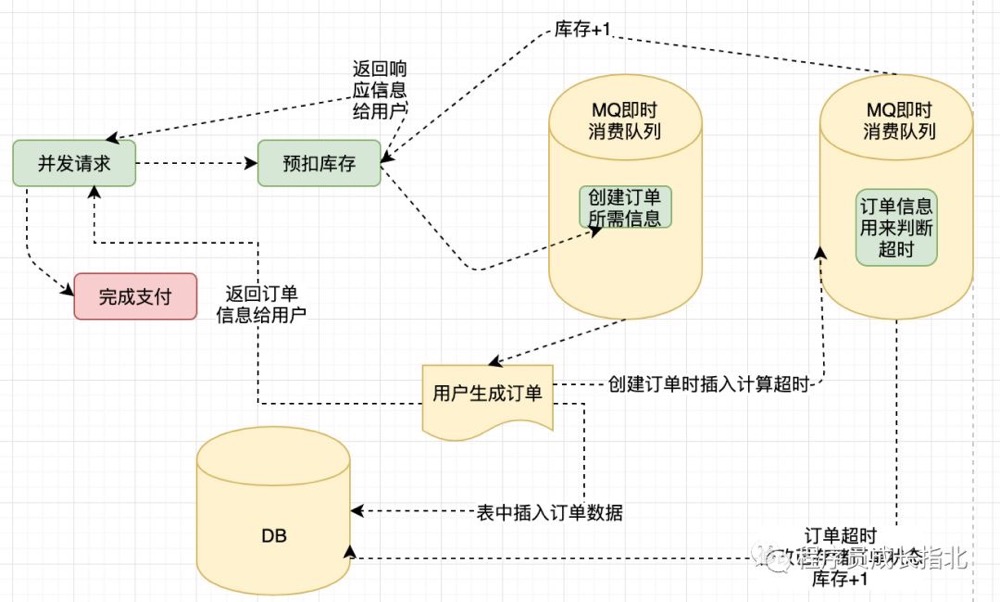 库存+1
返回响
应信息
给用户
MQ即时
消费队列
MQ即时
消费队列
并发请求
预扣库存
创建订单
所需信息
订单信息
用来判断
超时
完成支付
返回订单
信息给用户
用户生成订单
创建订单时插入计算超时
表中插入订单数据
DB
订单超时
状态
程序员成长指北
库存+1